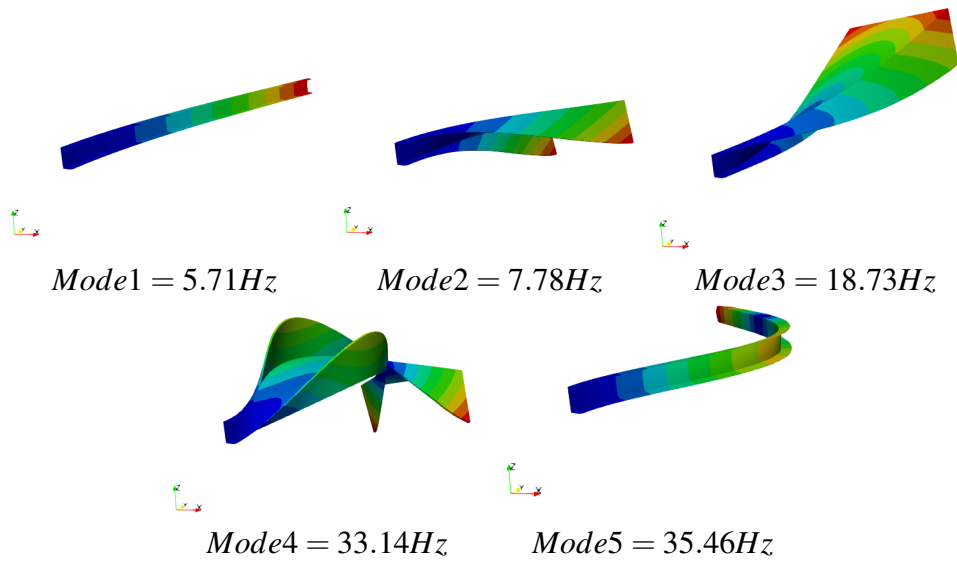 Z
Y
X
Z
Y
X
Z
Y
X
Mode1 = 5.71Hz
Mode2 = 7.78Hz
Mode3 = 18.73Hz
Z
Y
X
Z
Y
X
Mode4 = 33.14Hz
Mode5 = 35.46Hz